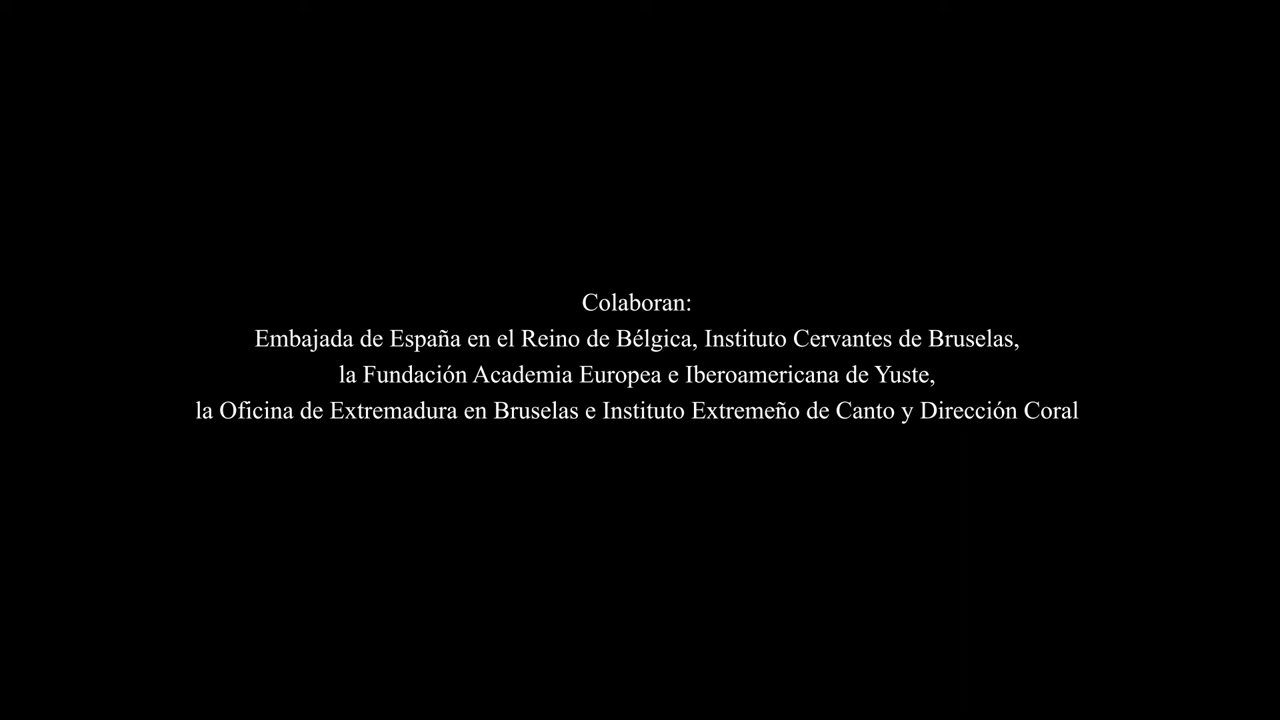 Colaboran:
Embajada de España en el Reino de Bélgica, Instituto Cervantes de Bruselas,
la Fundación Academia Europea e Iberoamericana de Yuste,
la Oficina de Extremadura en Bruselas e Instituto Extremeño de Canto y Dirección Coral